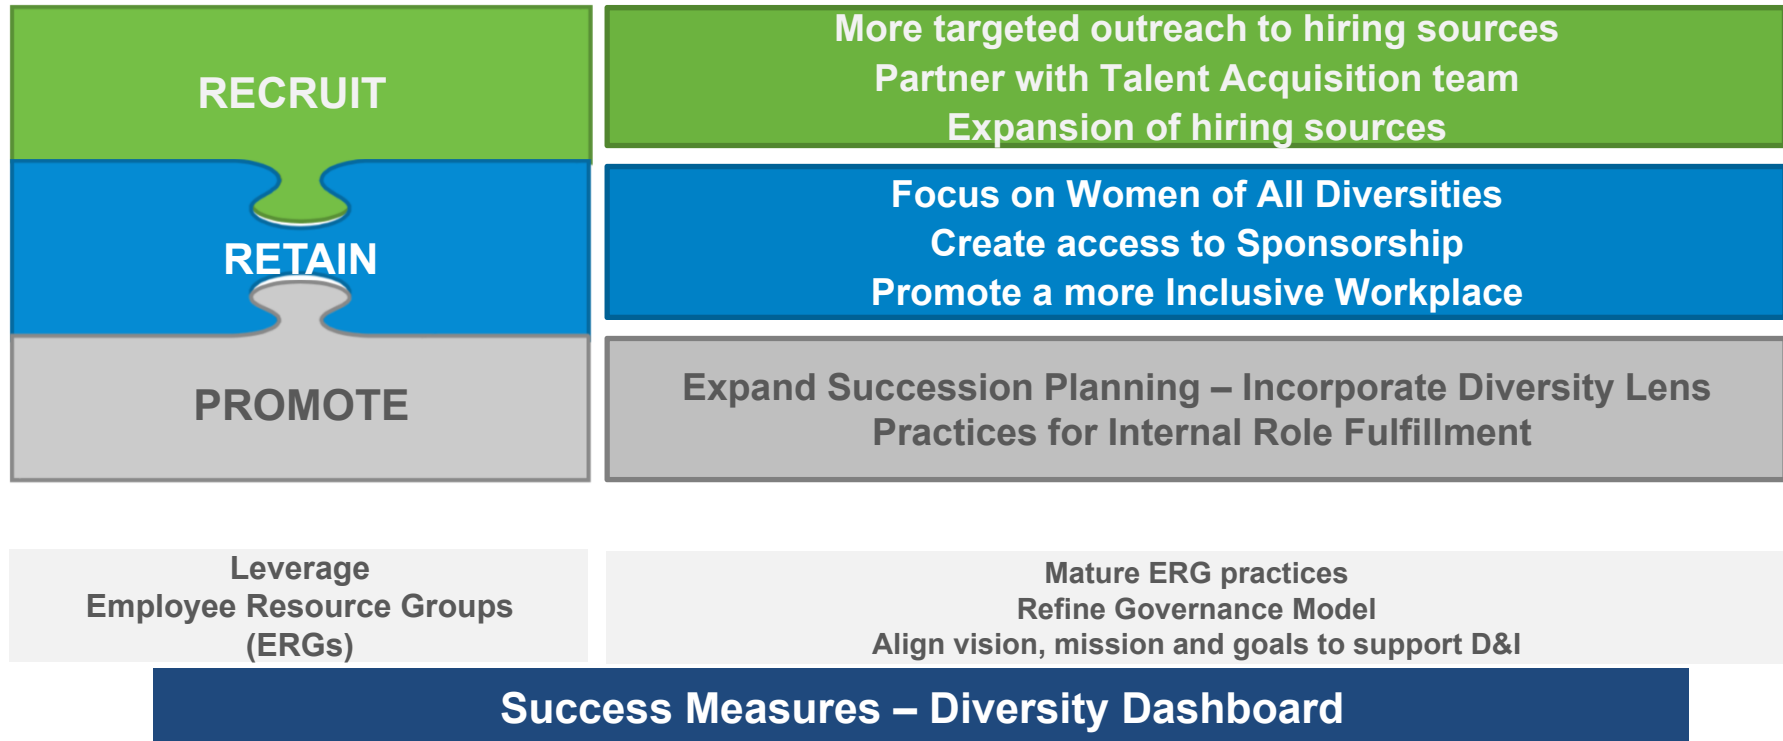 RECRUIT
More targeted outreach to hiring sources
Partner with Talent Acquisition team
Expansion of hiring sources
RETAIN
Focus on Women of All Diversities
Create access to Sponsorship
Promote a more Inclusive Workplace
PROMOTE
Expand Succession Planning – Incorporate Diversity Lens
Practices for Internal Role Fulfillment
Leverage
Employee Resource Groups
(ERGs)
Mature ERG practices
Refine Governance Model
Align vision, mission and goals to support D&I
Success Measures – Diversity Dashboard